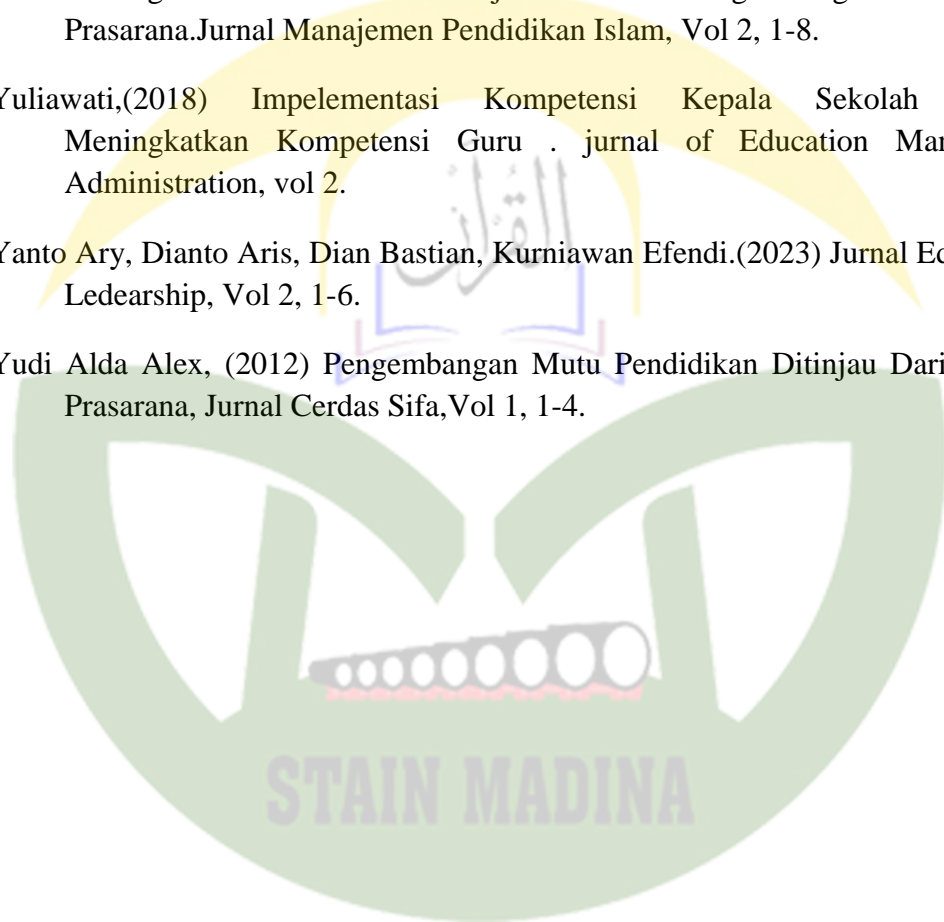 Prasarana.Jurnal Manajemen Pendidikan Islam, Vol 2, 1-8.
Yuliawati,(2018) Impelementasi Kompetensi Kepala Sekolah
Meningkatkan Kompetensi Guru . jurnal of Education
Administration, vol 2.
Yanto Ary, Dianto Aris, Dian Bastian, Kurniawan Efendi.(2023) Jurnal
Ledearship, Vol 2, 1-6.
Yudi Alda Alex, (2012) Pengembangan Mutu Pendidikan Ditinjau Dari
Prasarana, Jurnal Cerdas Sifa,Vol 1, 1-4.
القرآن
STAIN MADINA